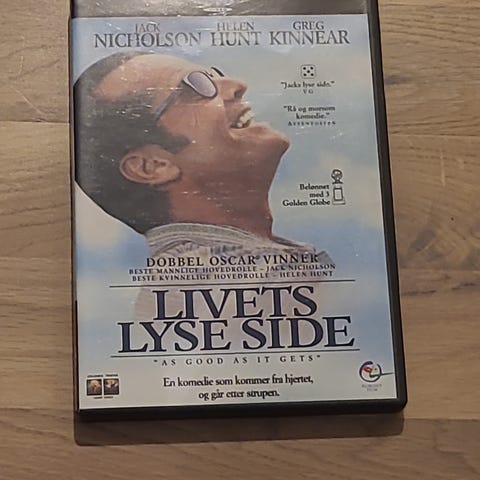 JACK HELEN GREG
NICHOLSON HUNT KINNEAR
"Jacks lyse side."
VG
"Rå og morsom
komedie."
AFTENPOSTEN
Belønnet
med 3
Golden Globe
DOBBEL OSCAR VINNER
BESTE MANNLIGE HOVEDROLLE - JACK NICHOLSON
BESTE KVINNELIGE HOVEDROLLE - HELEN HUNT
LIVETS
LYSE SIDE
"AS GOOD AS IT GETS"
En komedie som kommer fra hjertet,
og går etter strupen.